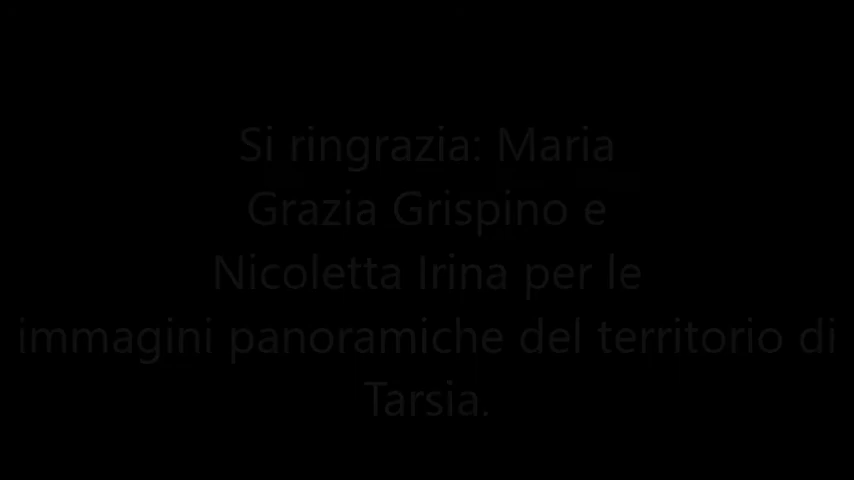 Si ringrazia: Maria
Grazia Grispino e
Nicoletta Irina per le
immagini panoramiche del territorio di
Tarsia.